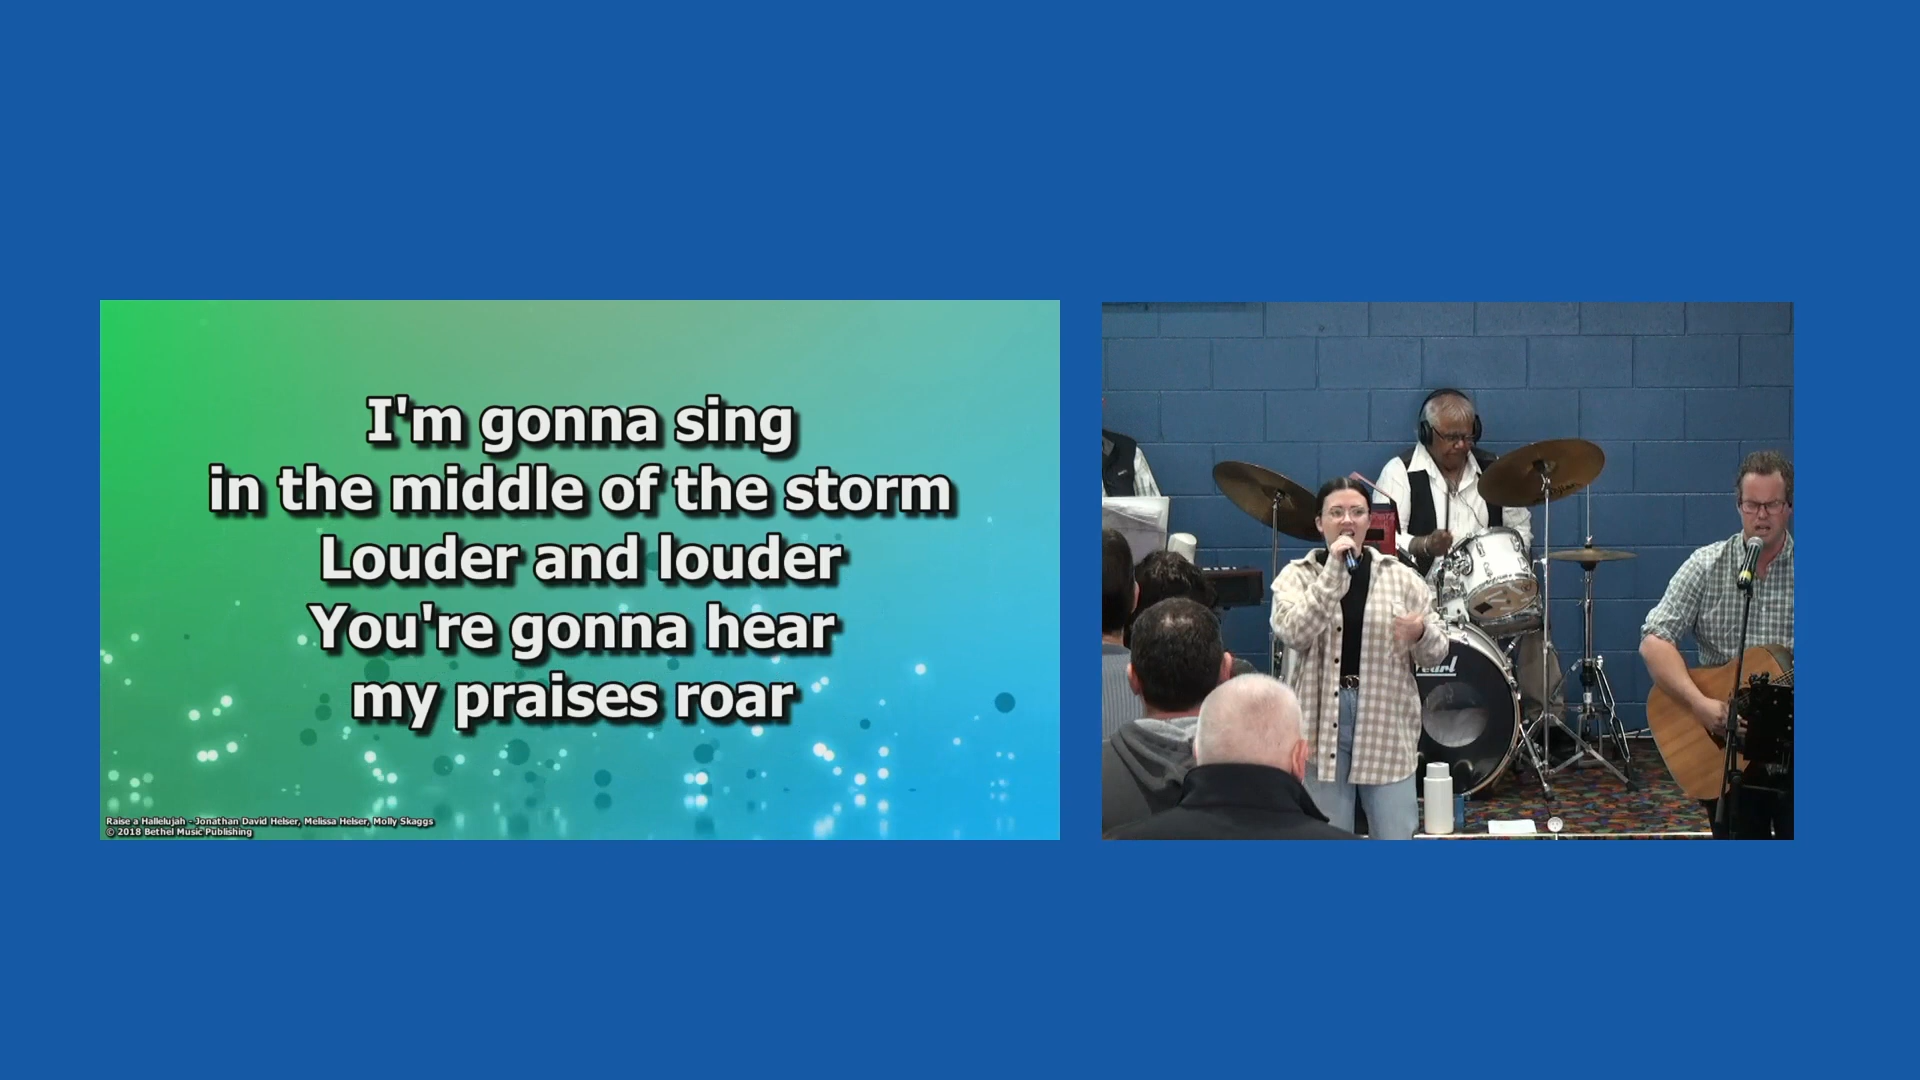 I'm gonna sing
in the middle of the storm
Louder and louder
You're gonna hear
my praises roar
Raise a Hallelujah - Jonathan David Helser, Melissa Helser, Molly Skaggs
© 2018 Bethel Music Publishing